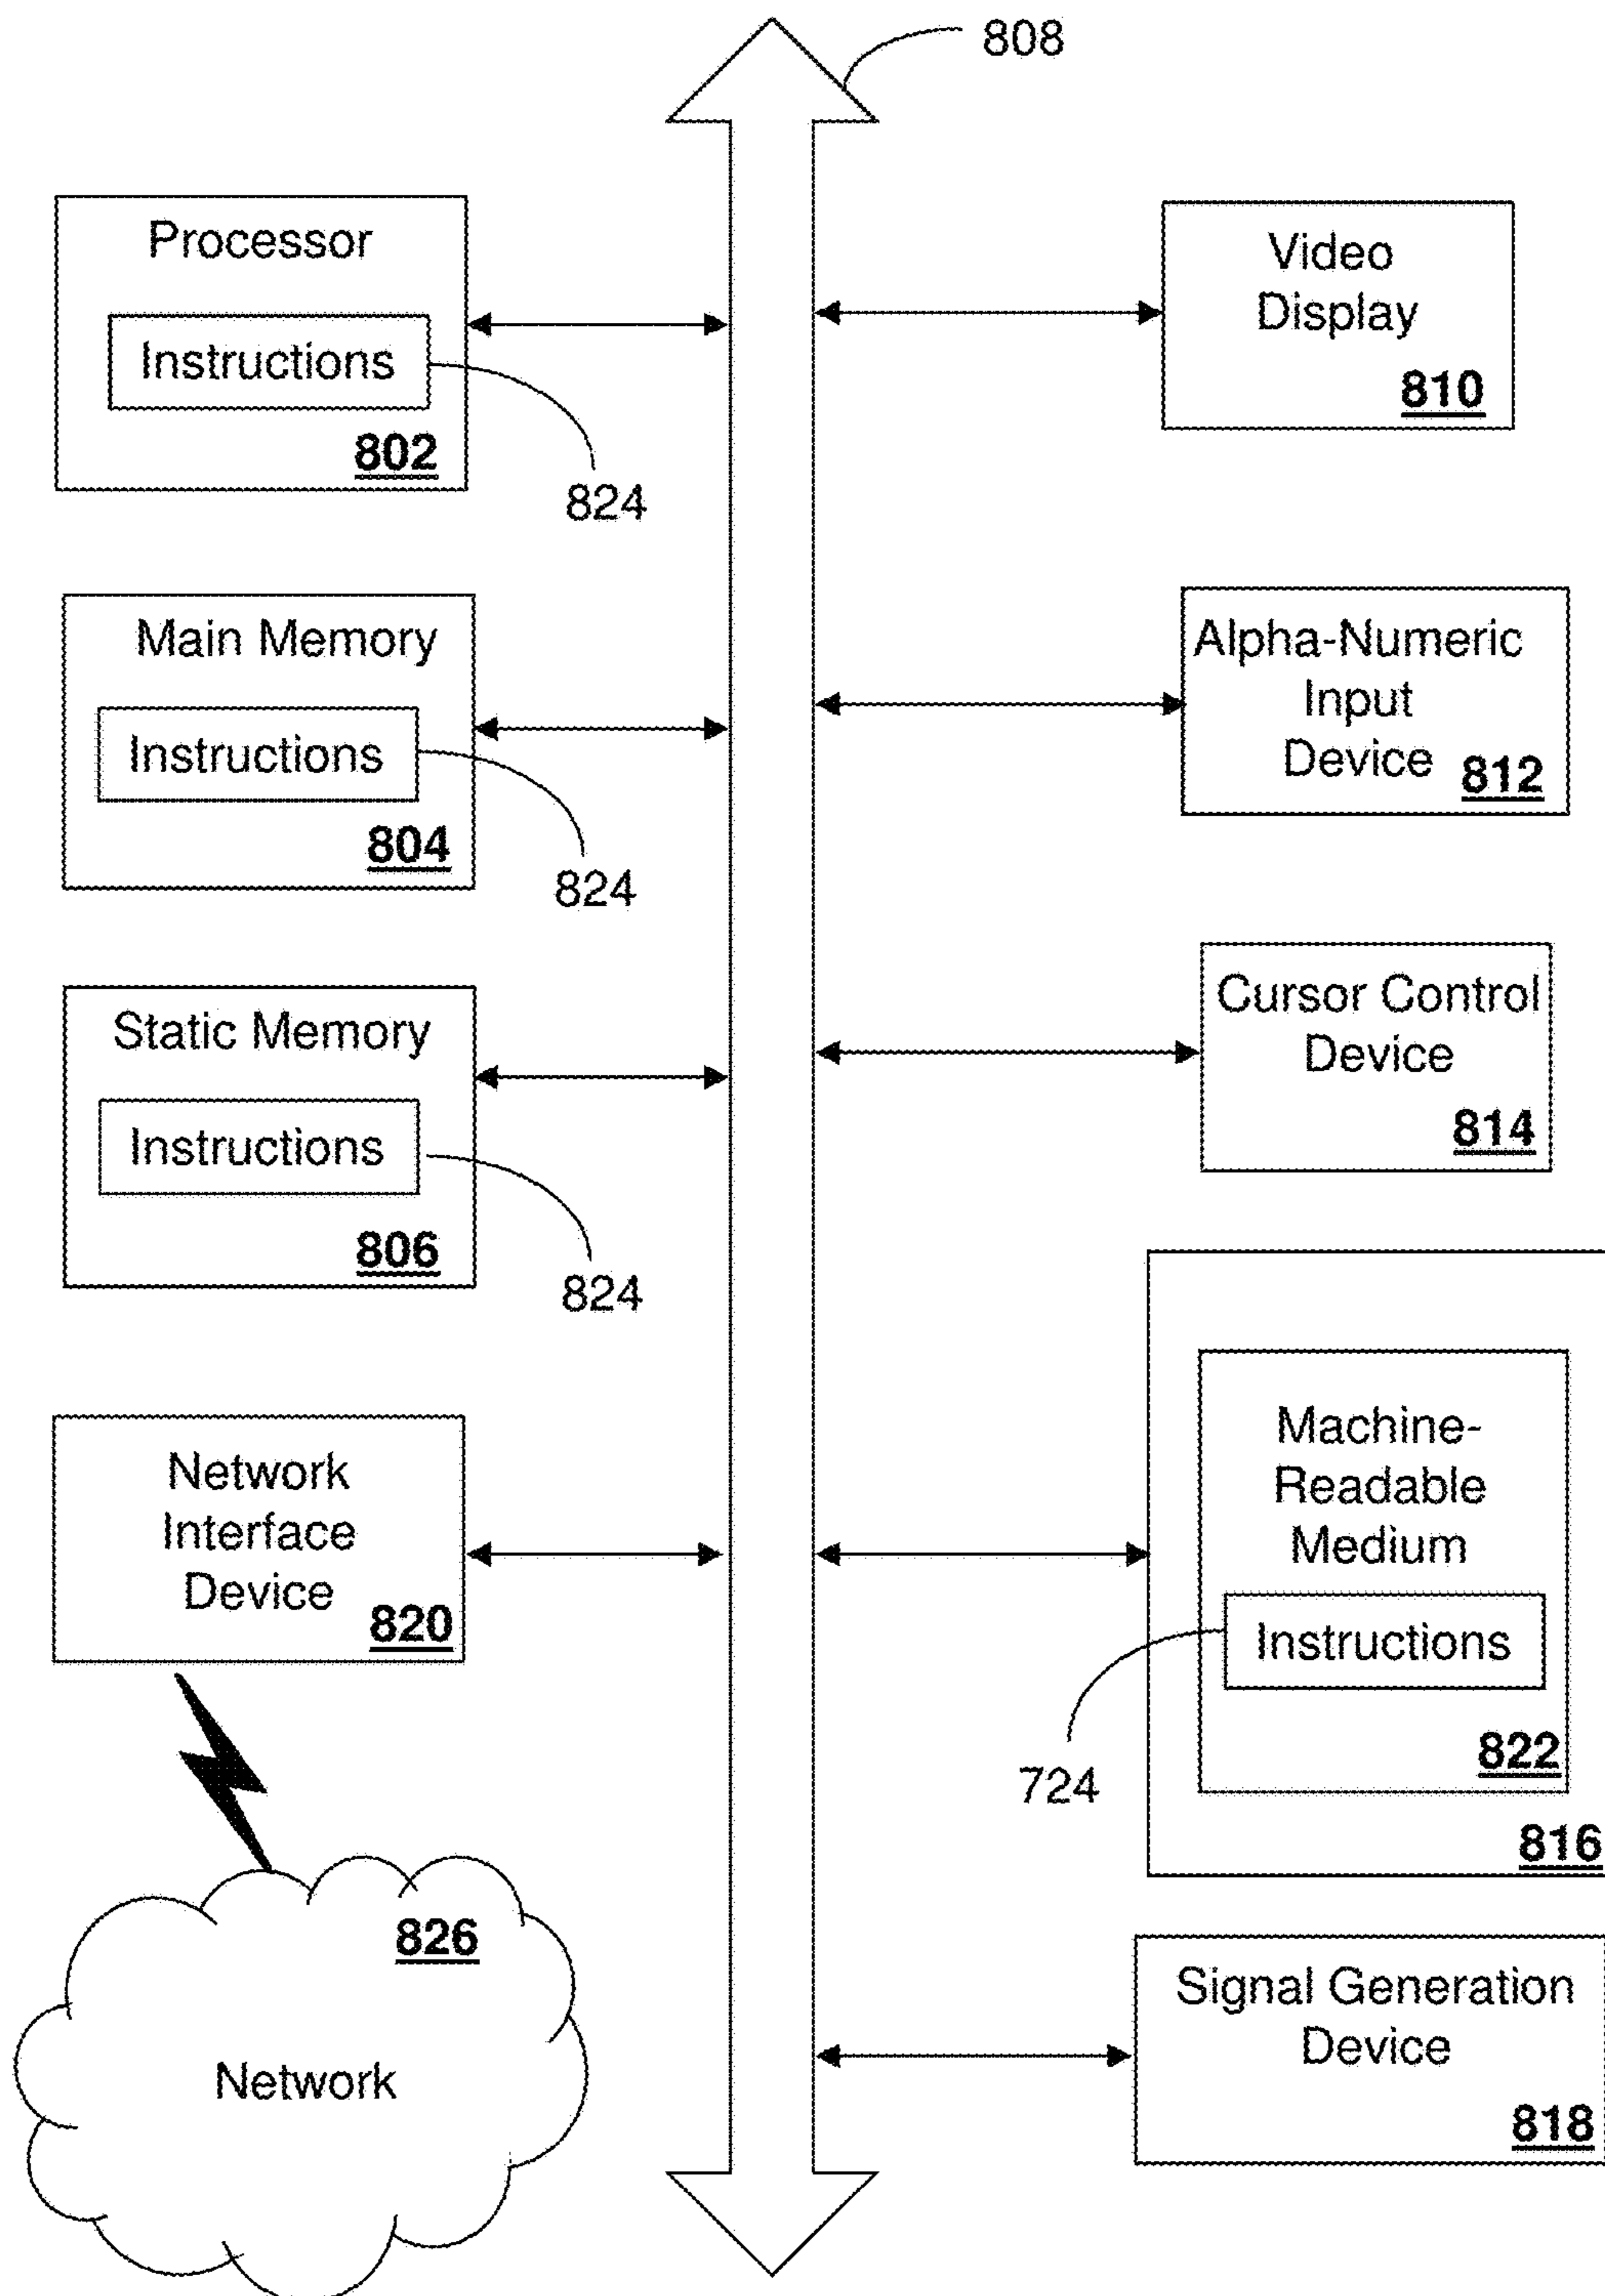 808
Processor
Instructions
802
824
Main Memory
Instructions
804
824
Static Memory
Instructions
806
824
Network
Interface
Device
820
826
Network
Video
Display
810
Alpha-Numeric
Input
Device
812
Cursor Control
Device
814
Machine-
Readable
Medium
Instructions
724
822
816
Signal Generation
Device
818